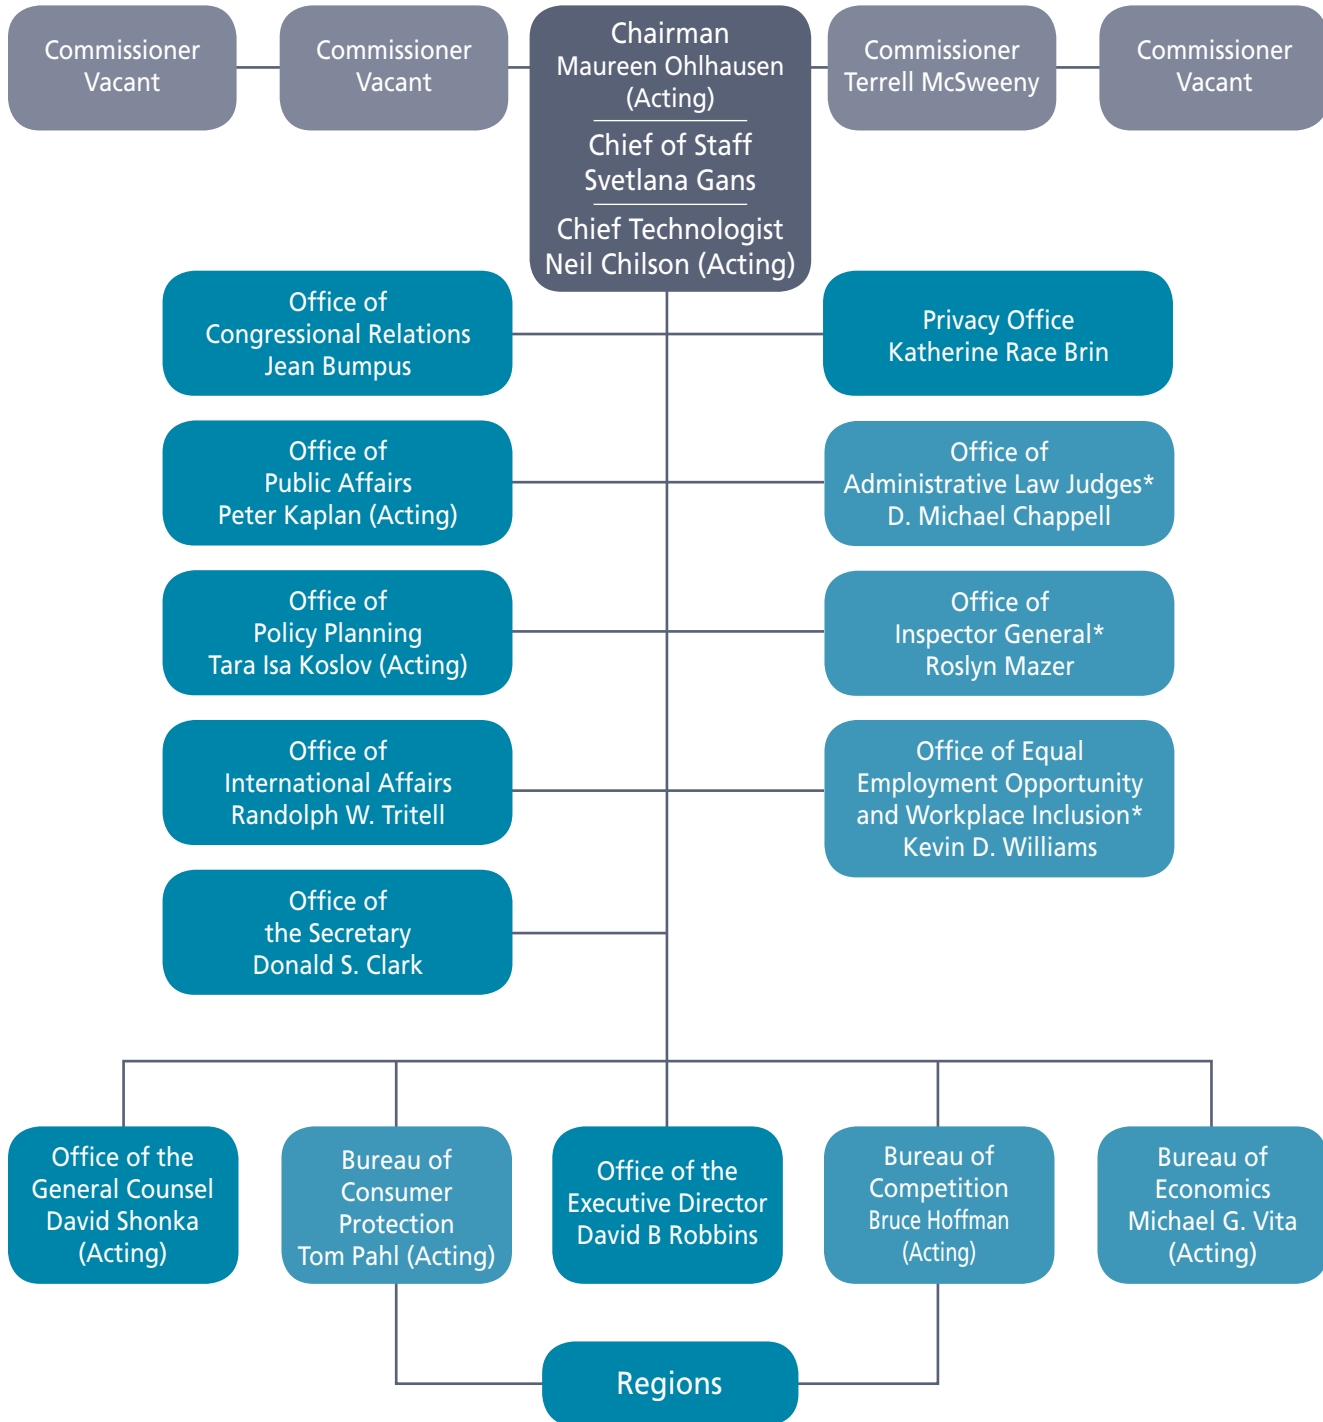 Commissioner
Vacant
Commissioner
Vacant
Chairman
Maureen Ohlhausen
(Acting)
Chief of Staff
Svetlana Gans
Chief Technologist
Neil Chilson (Acting)
Commissioner
Terrell McSweeny
Commissioner
Vacant
Office of
Congressional Relations
Jean Bumpus
Privacy Office
Katherine Race Brin
Office of
Public Affairs
Peter Kaplan (Acting)
Office of
Administrative Law Judges*
D. Michael Chappell
Office of
Policy Planning
Tara Isa Koslov (Acting)
Office of
Inspector General*
Roslyn Mazer
Office of
International Affairs
Randolph W. Tritell
Office of Equal
Employment Opportunity
and Workplace Inclusion*
Kevin D. Williams
Office of
the Secretary
Donald S. Clark
Office of the
General Counsel
David Shonka
(Acting)
Bureau of
Consumer
Protection
Tom Pahl (Acting)
Office of the
Executive Director
David B Robbins
Bureau of
Competition
Bruce Hoffman
(Acting)
Bureau of
Economics
Michael G. Vita
(Acting)
Regions